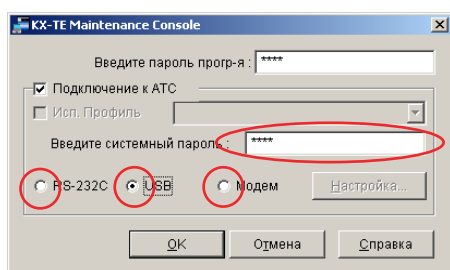 KX-TE Maintenance Console
Введите пароль прогр-я : ****
Подключение к АТС
Исп. Профиль
Введите системный пароль : ****
RS-232C USB Модем Настройка...
OK Отмена Справка